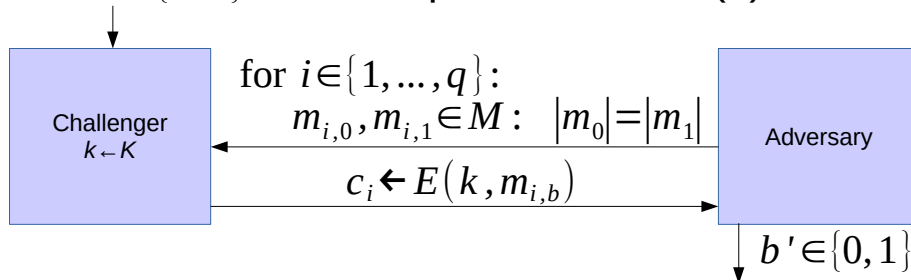 for i∈{1,...,q}:
m_{i,0}, m_{i,1}∈M: |m_0|=|m_1|
Challenger
k←K
Adversary
c_i←E(k,m_{i,b})
b'∈{0,1}